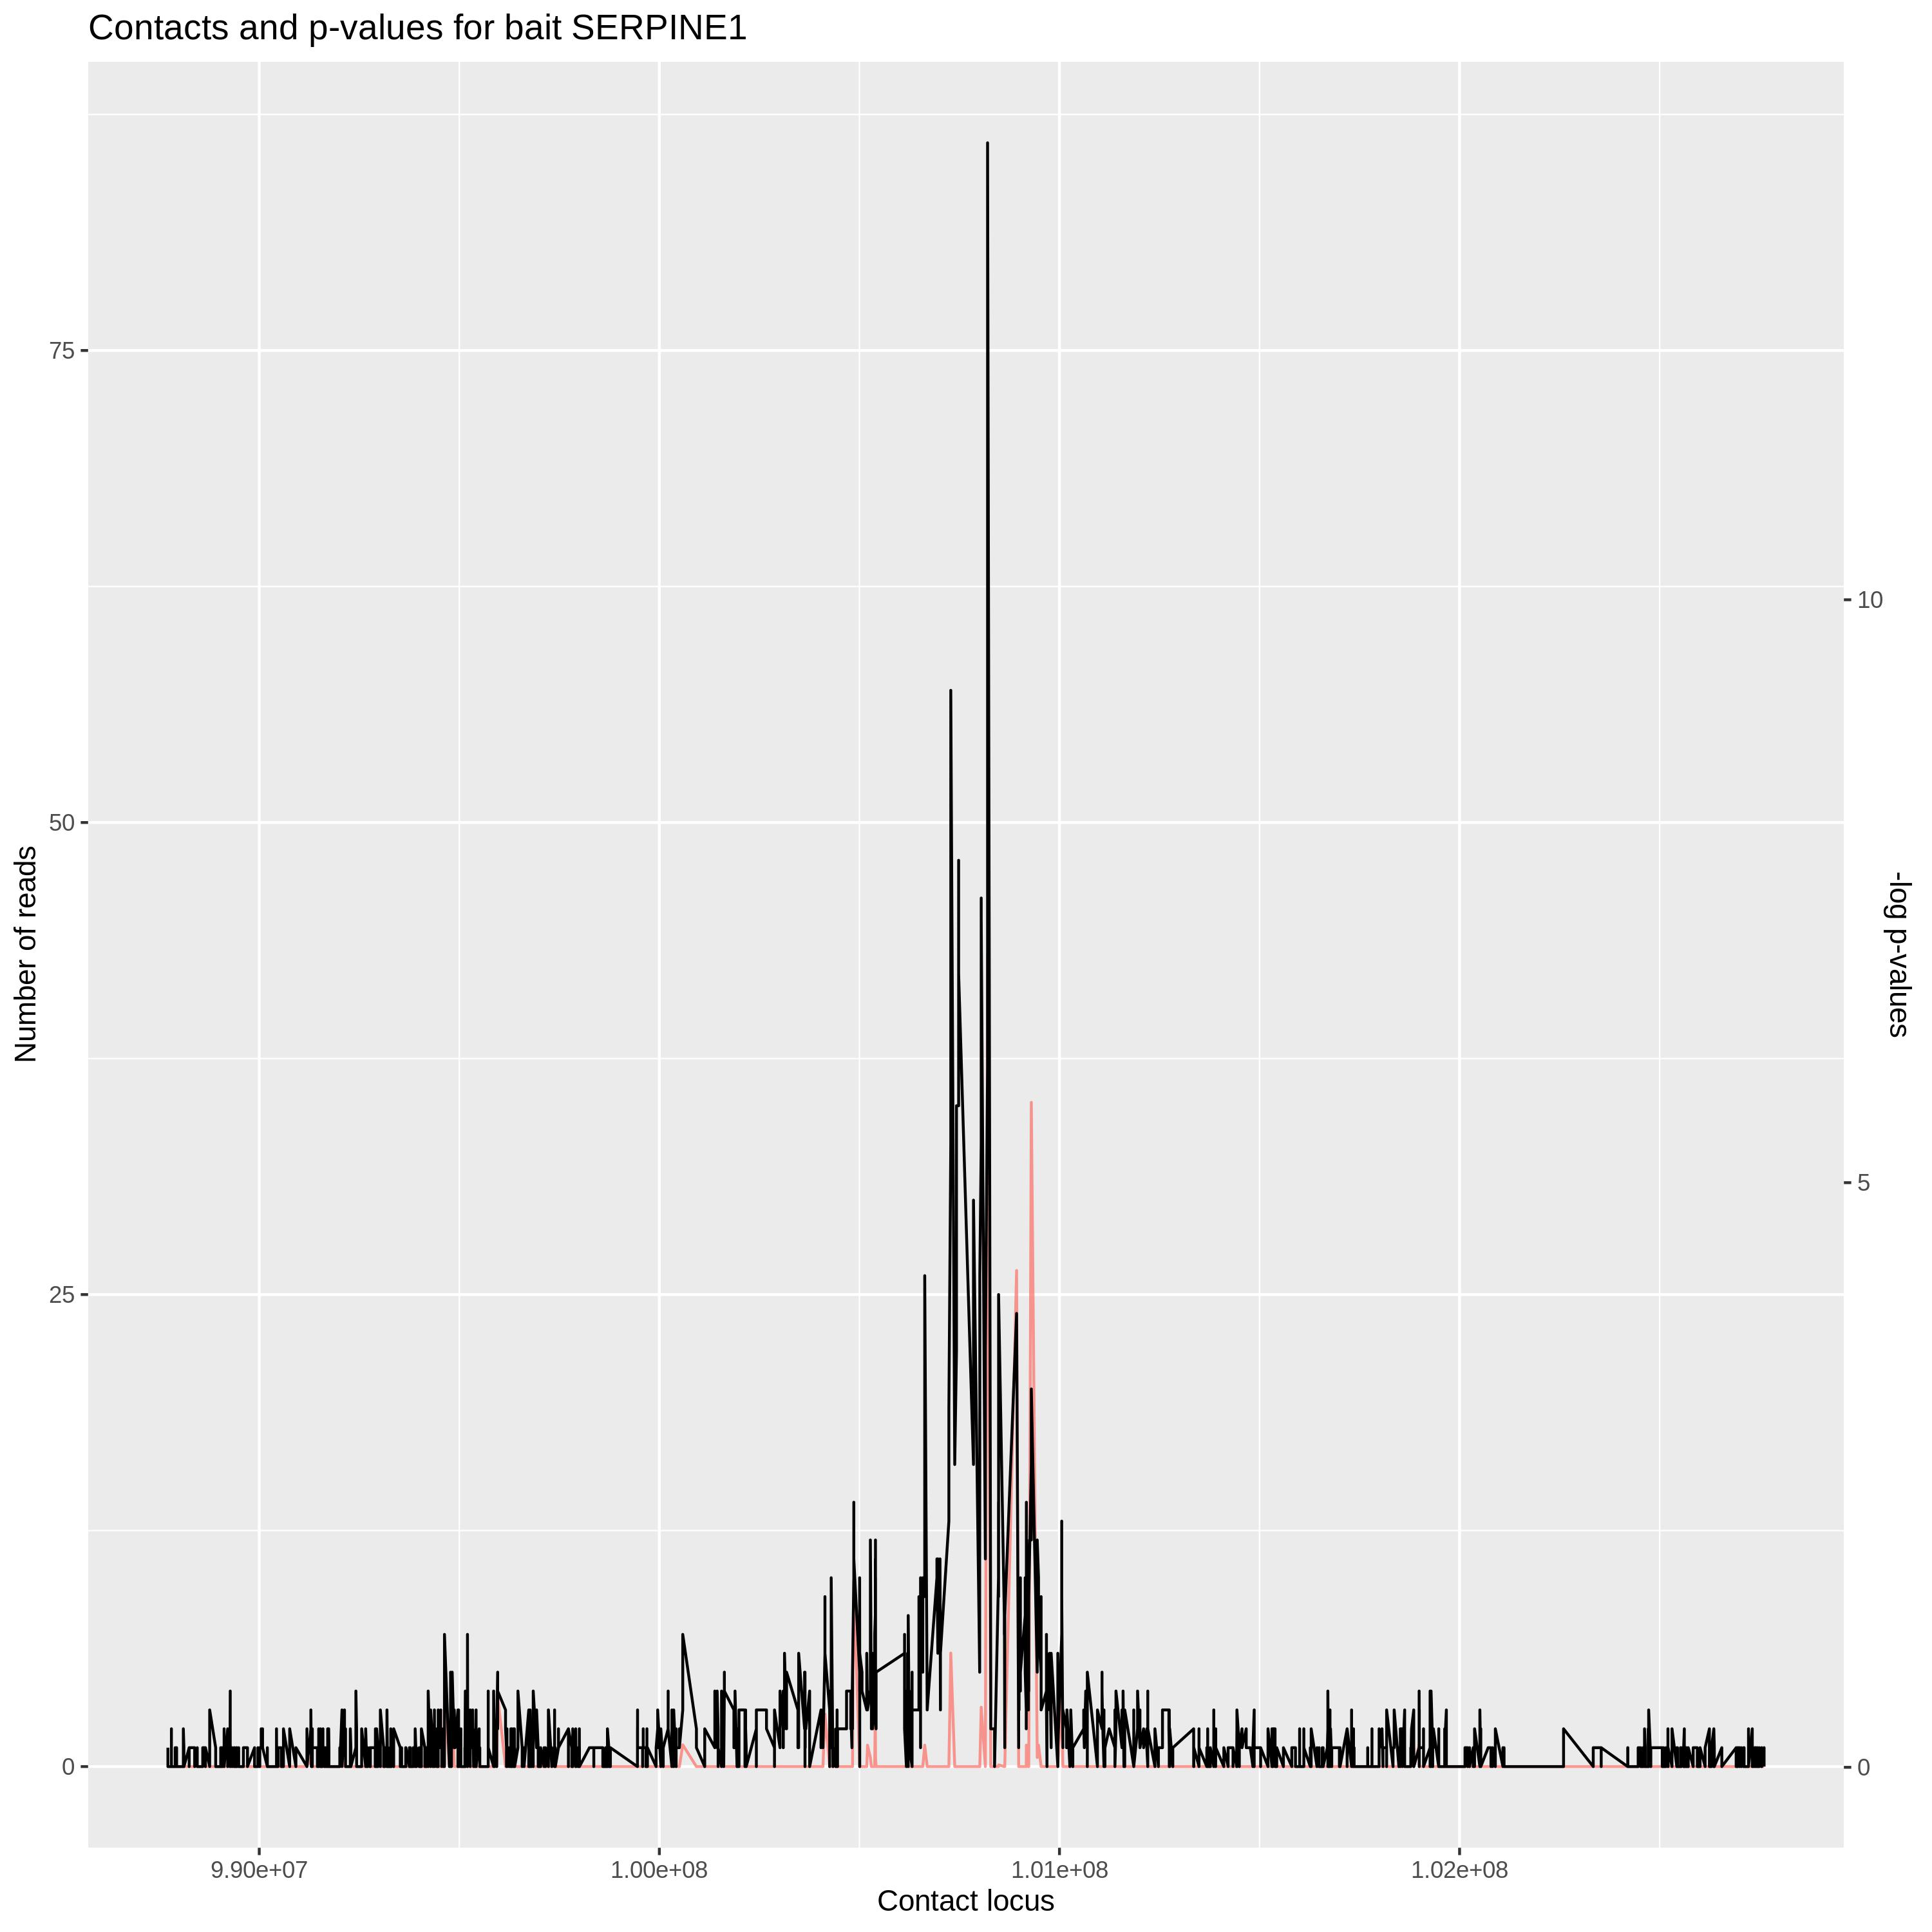 Contacts and p-values for bait SERPINE1
75
50
25
0
Number of reads
10
5
0
-log p-values
9.90e+07
1.00e+08
1.01e+08
1.02e+08
Contact locus